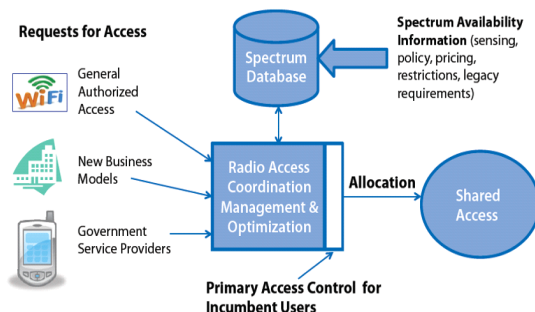 Requests for Access
WiFi
General
Authorized
Access
New Business
Models
Government
Service Providers
Spectrum
Database
Spectrum Availability
Information (sensing,
policy, pricing,
restrictions, legacy
requirements)
Radio Access
Coordination
Management &
Optimization
Allocation
Shared
Access
Primary Access Control for
Incumbent Users